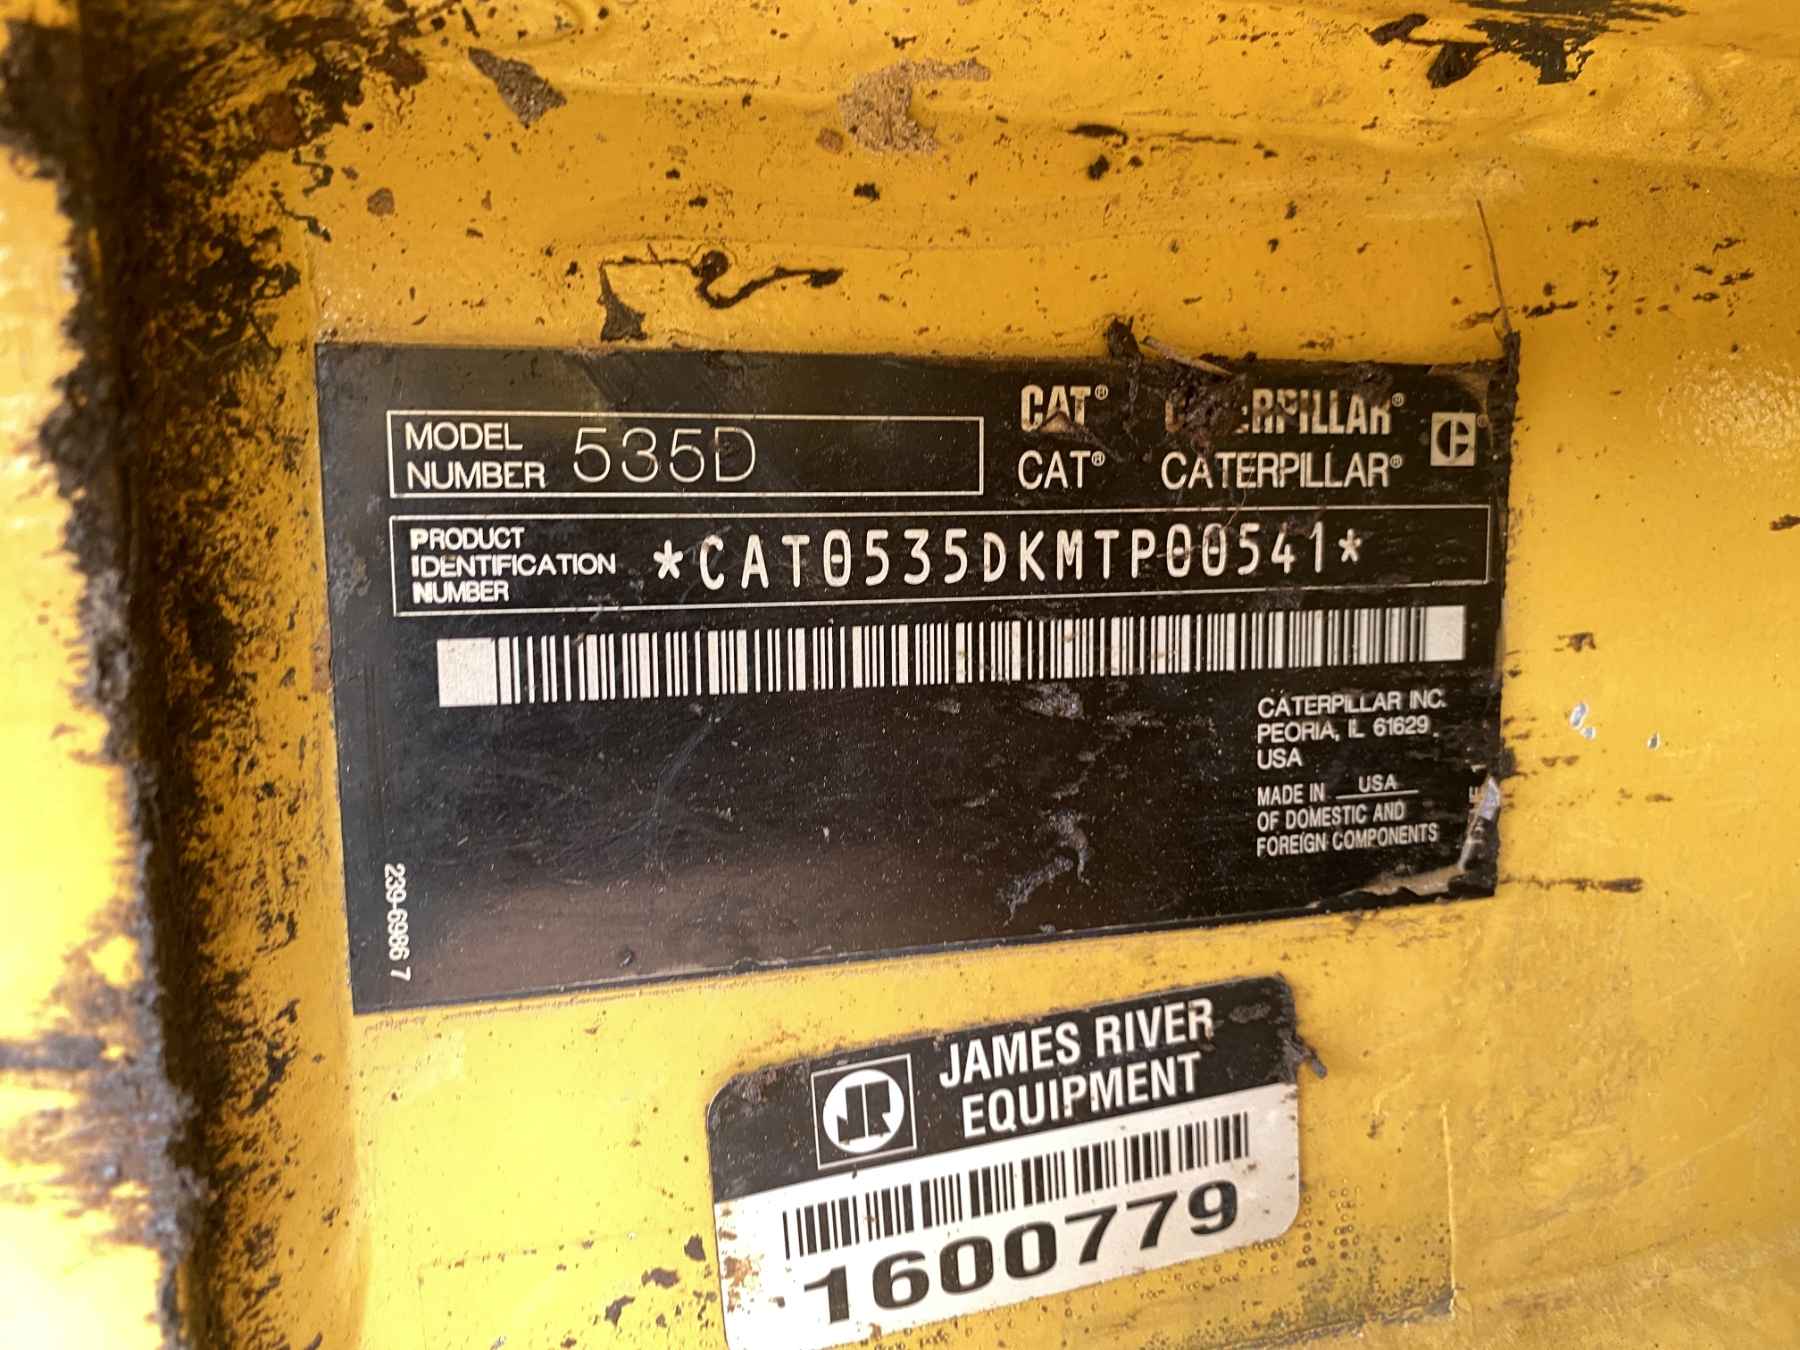 MODEL
NUMBER 535D
CAT® CATERPILLAR®
CAT® CATERPILLAR®
PRODUCT
IDENTIFICATION
NUMBER
*CAT0535DKMTP00541*
CATERPILLAR INC.
PEORIA, IL 61629
USA
MADE IN USA
OF DOMESTIC AND
FOREIGN COMPONENTS
239-6986 7
JAMES RIVER
EQUIPMENT
JR
1600779